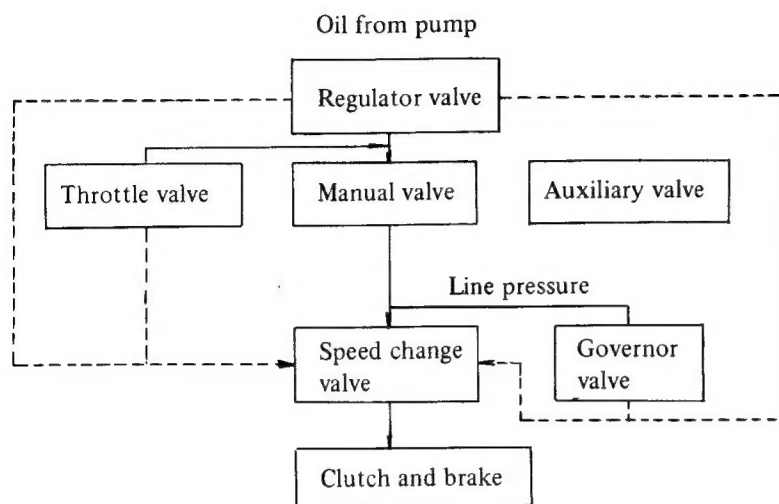 Oil from pump
Regulator valve
Throttle valve
Manual valve
Auxiliary valve
Line pressure
Speed change
valve
Governor
valve
Clutch and brake